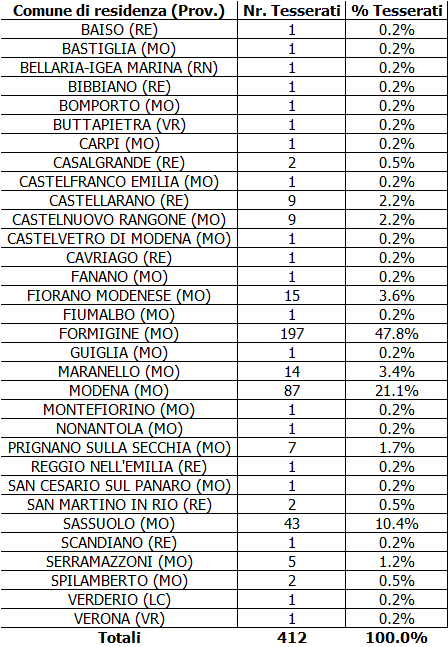 Comune di residenza (Prov.) Nr. Tesserati % Tesserati
BAISO (RE) 1 0.2%
BASTIGLIA (MO) 1 0.2%
BELLARIA-IGEA MARINA (RN) 1 0.2%
BIBBIANO (RE) 1 0.2%
BOMPORTO (MO) 1 0.2%
BUTTAPIETRA (VR) 1 0.2%
CARPI (MO) 1 0.2%
CASALGRANDE (RE) 2 0.5%
CASTELFRANCO EMILIA (MO) 1 0.2%
CASTELLARANO (RE) 9 2.2%
CASTELNUOVO RANGONE (MO) 9 2.2%
CASTELVETRO DI MODENA (MO) 1 0.2%
CAVRIAGO (RE) 1 0.2%
FANANO (MO) 1 0.2%
FIORANO MODENESE (MO) 15 3.6%
FIUMALBO (MO) 1 0.2%
FORMIGINE (MO) 197 47.8%
GUIGLIA (MO) 1 0.2%
MARANELLO (MO) 14 3.4%
MODENA (MO) 87 21.1%
MONTEFIORINO (MO) 1 0.2%
NONANTOLA (MO) 1 0.2%
PRIGNANO SULLA SECCHIA (MO) 7 1.7%
REGGIO NELL'EMILIA (RE) 1 0.2%
SAN CESARIO SUL PANARO (MO) 1 0.2%
SAN MARTINO IN RIO (RE) 2 0.5%
SASSUOLO (MO) 43 10.4%
SCANDIANO (RE) 1 0.2%
SERRAMAZZONI (MO) 5 1.2%
SPILAMBERTO (MO) 2 0.5%
VERDERIO (LC) 1 0.2%
VERONA (VR) 1 0.2%
Totali 412 100.0%